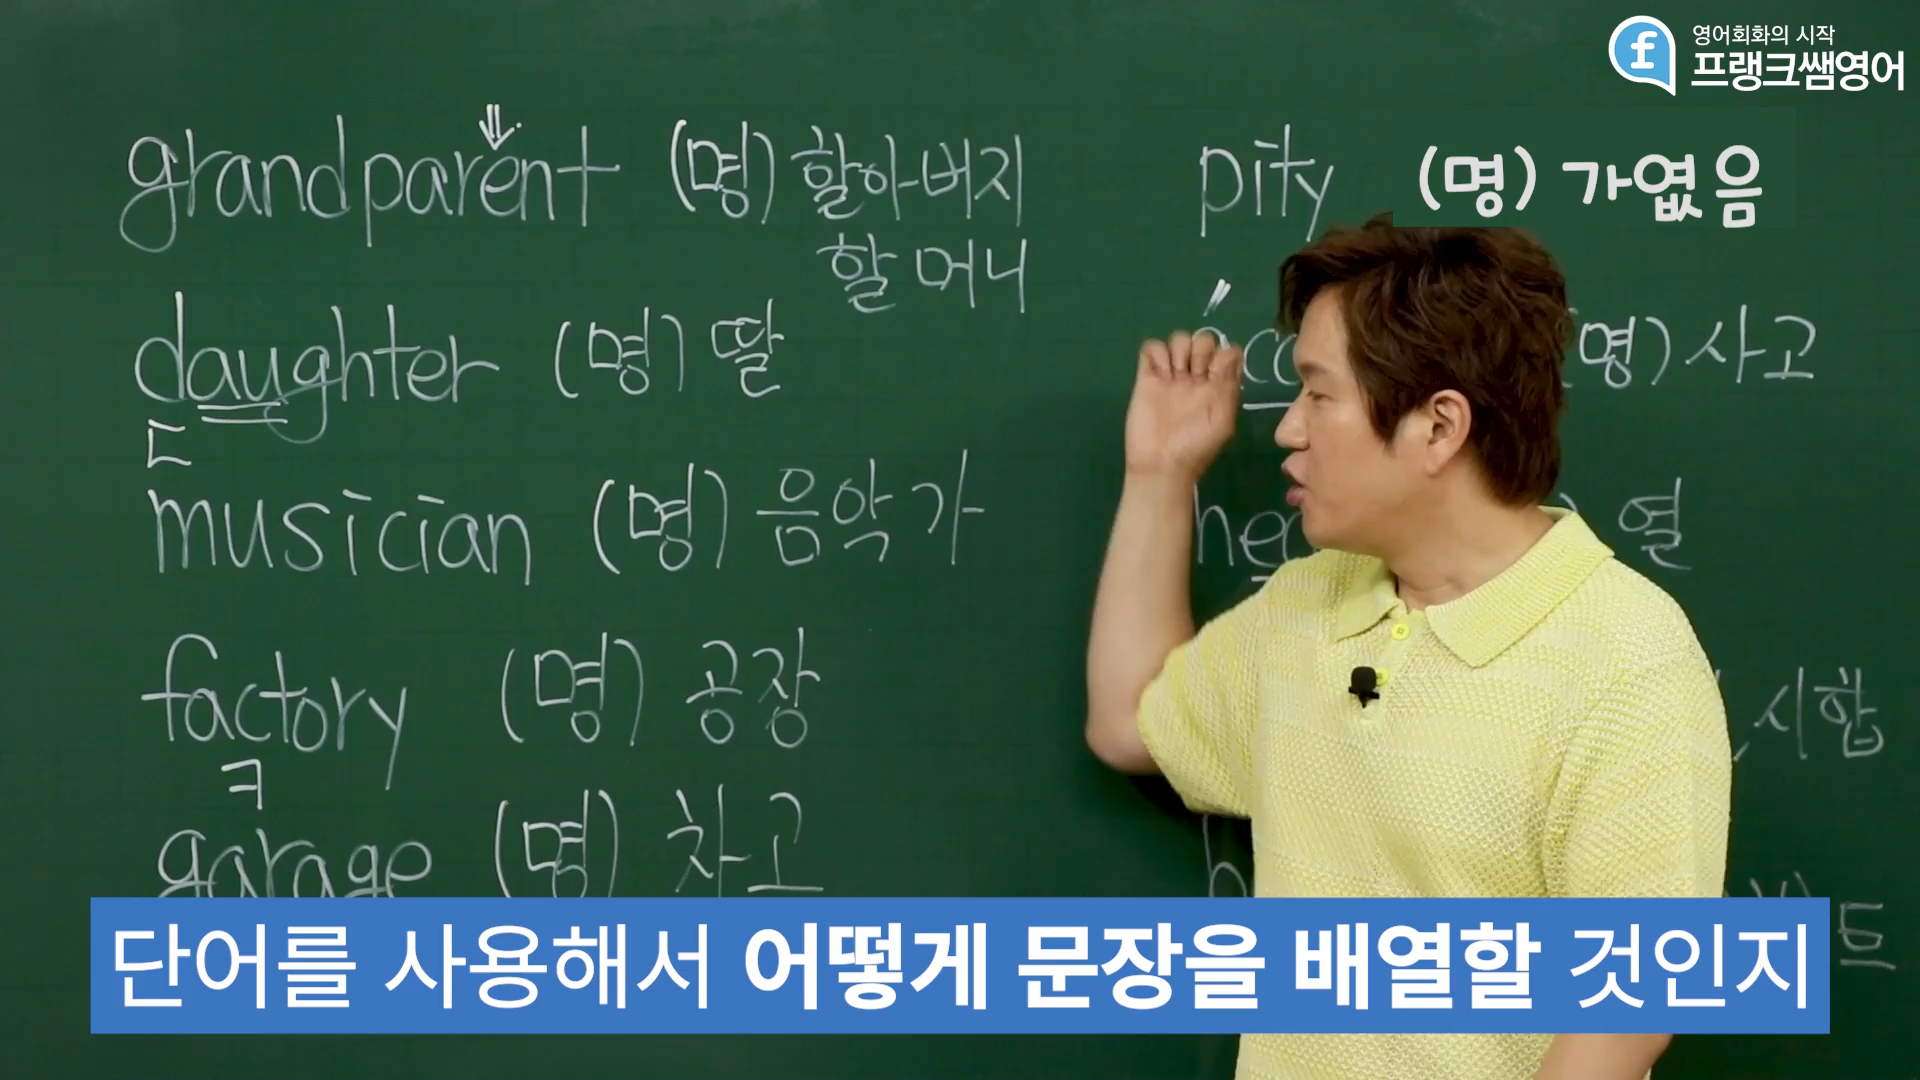 영어회화의 시작
프랭크쌤영어
grandparent (명) 할아버지
할머니
daughter (명) 딸
ㄷ
musician (명) 음악가
factory (명) 공장
ㅋ
garage (명) 차고
pity (명) 가엾음
(명) 사고
열
시합
단어를 사용해서 어떻게 문장을 배열할 것인지